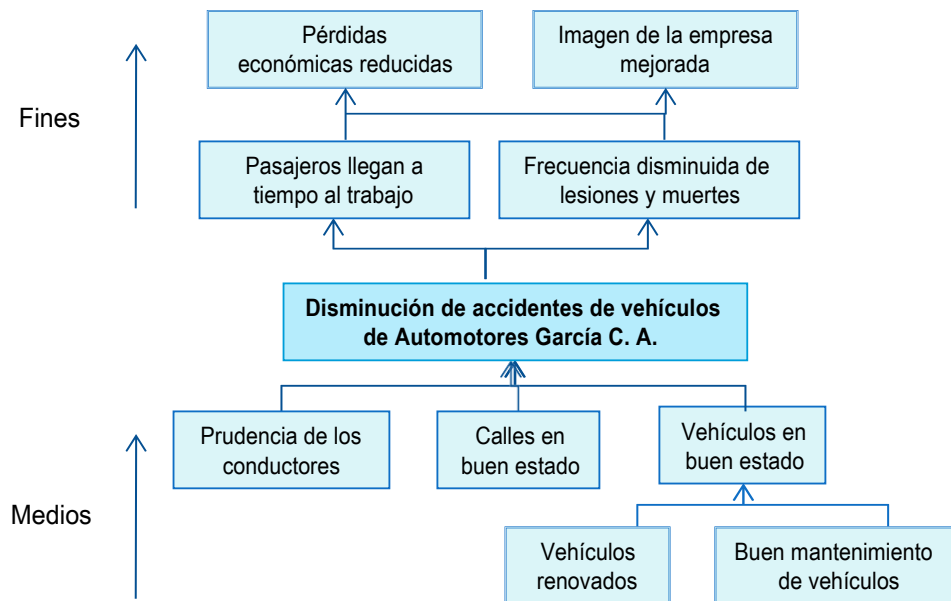 Pérdidas
económicas reducidas
Imagen de la empresa
mejorada
Fines
Pasajeros llegan a
tiempo al trabajo
Frecuencia disminuida de
lesiones y muertes
Disminución de accidentes de vehículos
de Automotores García C. A.
Prudencia de los
conductores
Calles en
buen estado
Vehículos en
buen estado
Medios
Vehículos
renovados
Buen mantenimiento
de vehículos